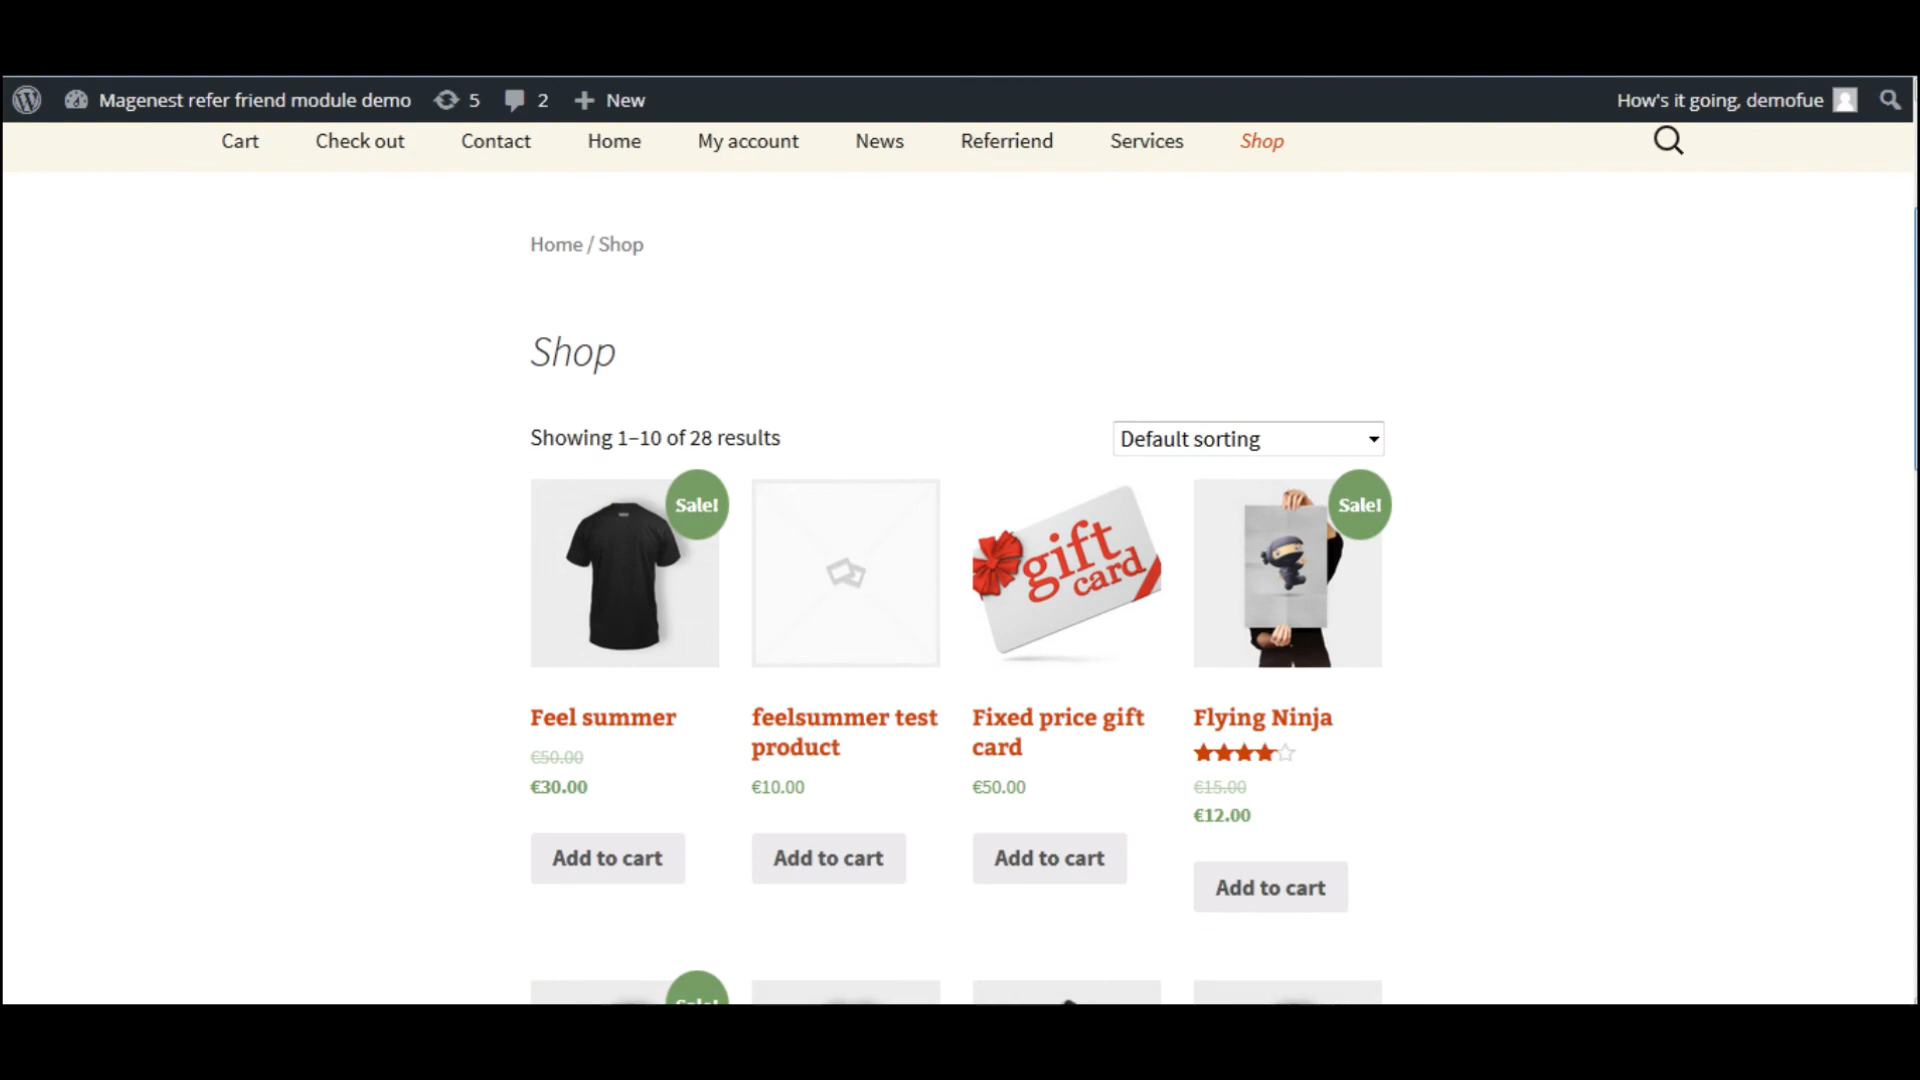 Magenest refer friend module demo 5 2 New How's it going, demofue
Cart Check out Contact Home My account News Referriend Services Shop
Home / Shop
Shop
Showing 1–10 of 28 results Default sorting
Sale! Sale!
gift
card
Feel summer feelsummer test Fixed price gift Flying Ninja
product card
€50.00
€30.00 €10.00 €50.00 €15.00
€12.00
Add to cart Add to cart Add to cart
Add to cart
Sale!